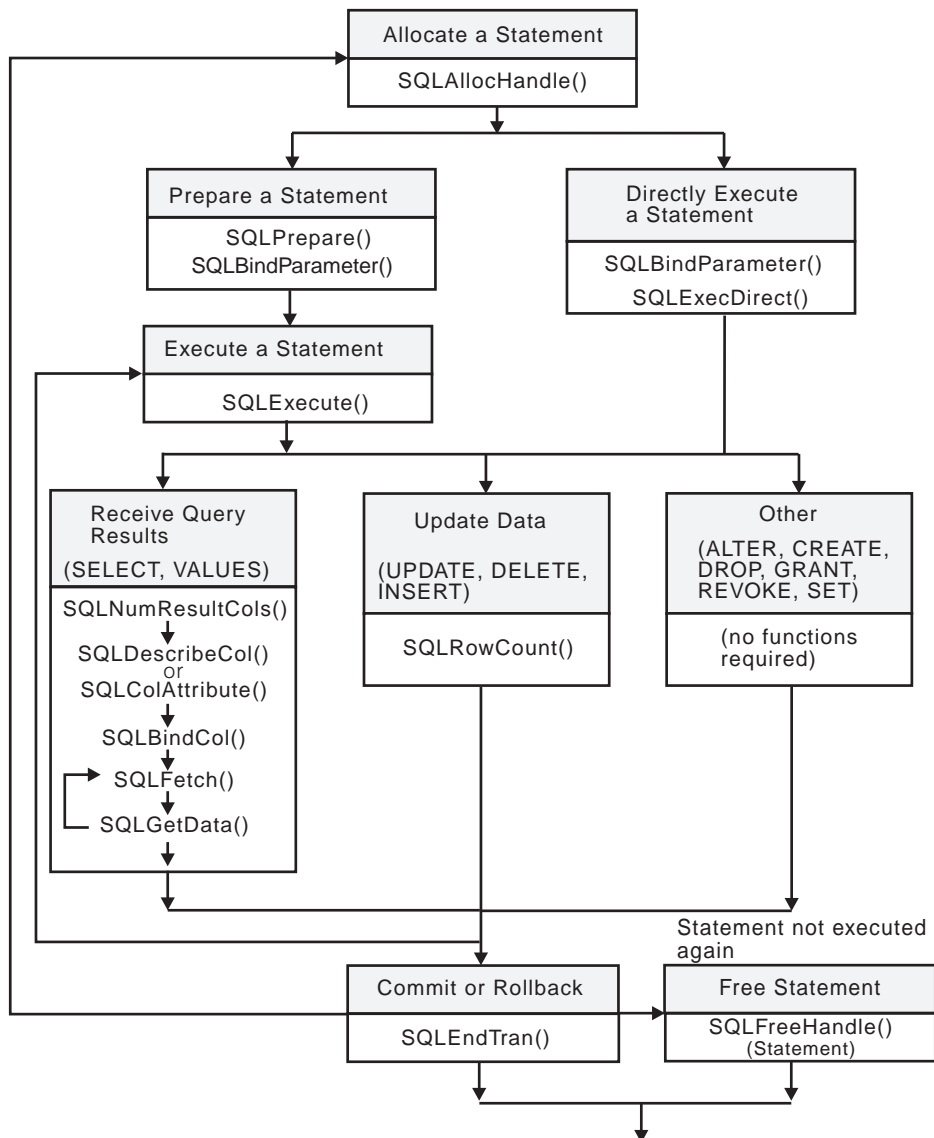 Allocate a Statement
SQLAllocHandle()
Prepare a Statement
SQLPrepare()
SQLBindParameter()
Directly Execute
a Statement
SQLBindParameter()
SQLExecDirect()
Execute a Statement
SQLExecute()
Receive Query
Results
(SELECT, VALUES)
SQLNumResultCols()
SQLDescribeCol()
or
SQLColAttribute()
SQLBindCol()
SQLFetch()
SQLGetData()
Update Data
(UPDATE, DELETE,
INSERT)
SQLRowCount()
Other
(ALTER, CREATE,
DROP, GRANT,
REVOKE, SET)
(no functions
required)
Statement not executed
again
Commit or Rollback
SQLEndTran()
Free Statement
SQLFreeHandle()
(Statement)